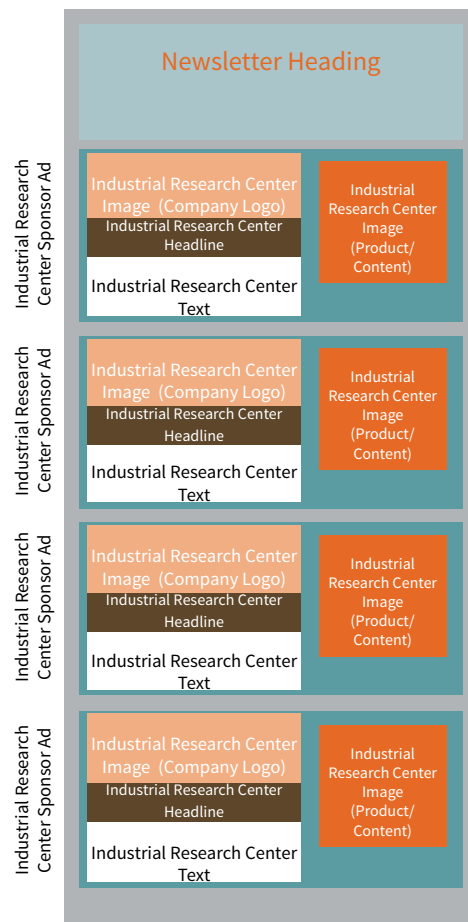 Newsletter Heading
Industrial Research
Center Sponsor Ad
Industrial Research Center
Image (Company Logo)
Industrial Research Center
Headline
Industrial Research Center
Text
Industrial
Research Center
Image
(Product/
Content)
Industrial Research
Center Sponsor Ad
Industrial Research Center
Image (Company Logo)
Industrial Research Center
Headline
Industrial Research Center
Text
Industrial
Research Center
Image
(Product/
Content)
Industrial Research
Center Sponsor Ad
Industrial Research Center
Image (Company Logo)
Industrial Research Center
Headline
Industrial Research Center
Text
Industrial
Research Center
Image
(Product/
Content)
Industrial Research
Center Sponsor Ad
Industrial Research Center
Image (Company Logo)
Industrial Research Center
Headline
Industrial Research Center
Text
Industrial
Research Center
Image
(Product/
Content)